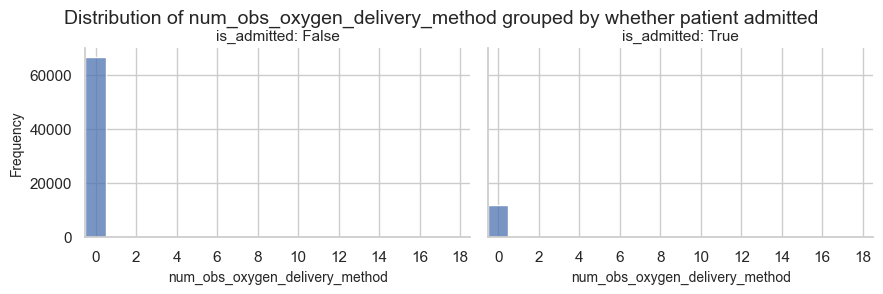 Distribution of num_obs_oxygen_delivery_method grouped by whether patient admitted
is_admitted: False
is_admitted: True
Frequency
60000
40000
20000
0
0 2 4 6 8 10 12 14 16 18
0 2 4 6 8 10 12 14 16 18
num_obs_oxygen_delivery_method
num_obs_oxygen_delivery_method